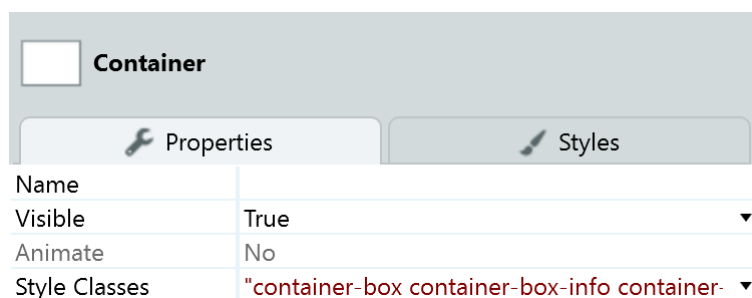 Container
Properties Styles
Name
Visible True
Animate No
Style Classes "container-box container-box-info container-